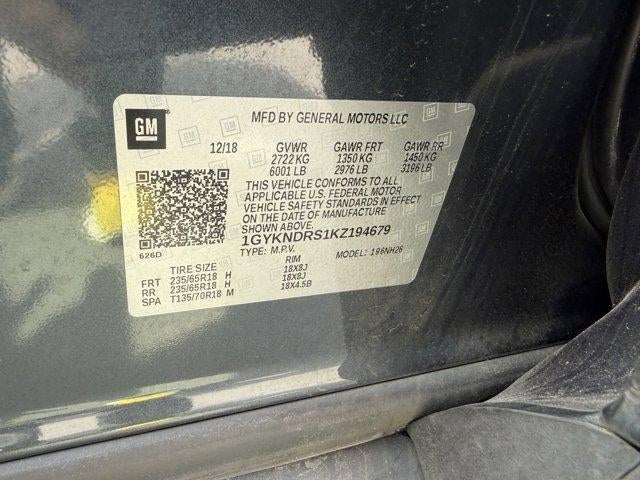 GM
MFD BY GENERAL MOTORS LLC
12/18 GVWR GAWR FRT GAWR RR
2722 KG 1350 KG 1450 KG
6001 LB 2976 LB 3196 LB
THIS VEHICLE CONFORMS TO ALL
APPLICABLE U.S. FEDERAL MOTOR
VEHICLE SAFETY STANDARDS IN EFFECT
ON THE DATE OF MANUFACTURE
SHOWN ABOVE.
1GYKNDRS1KZ194679
626D TYPE: M.P.V. MODEL: 196NH26
TIRE SIZE RIM
FRT 235/65R18 H 18X8J
RR 235/65R18 H 18X8J
SPA T135/70R18 M 18X4.5B